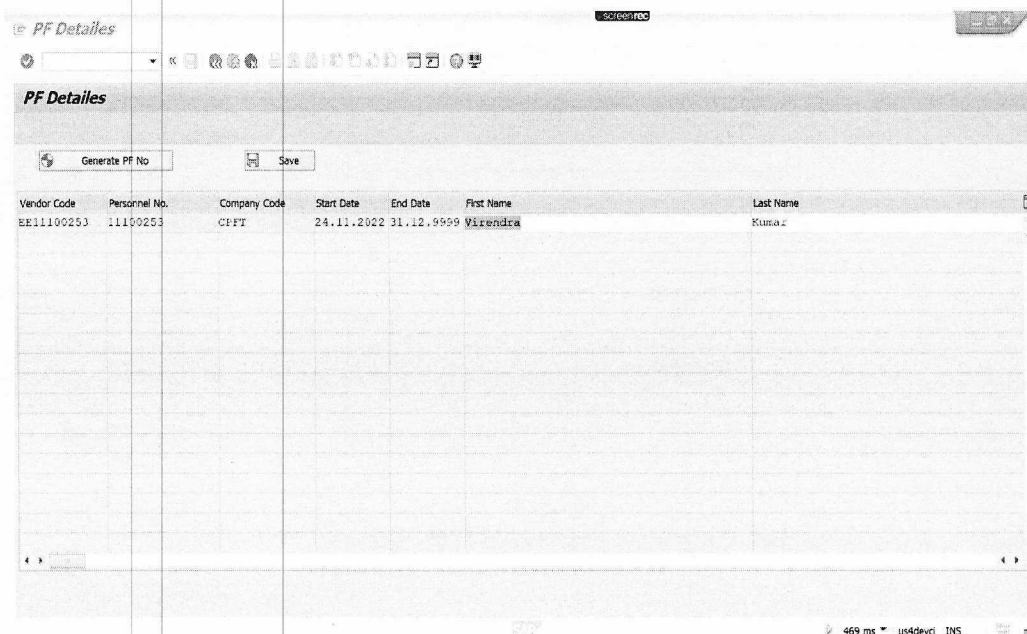 screenrec
PF Detailes
PF Detailes
Generate PF No Save
Vendor Code Personnel No. Company Code Start Date End Date First Name Last Name
EE11100253 11100253 CPFT 24.11.2022 31.12.9999 Virendra Kumar
SAP
469 ms us4devci INS